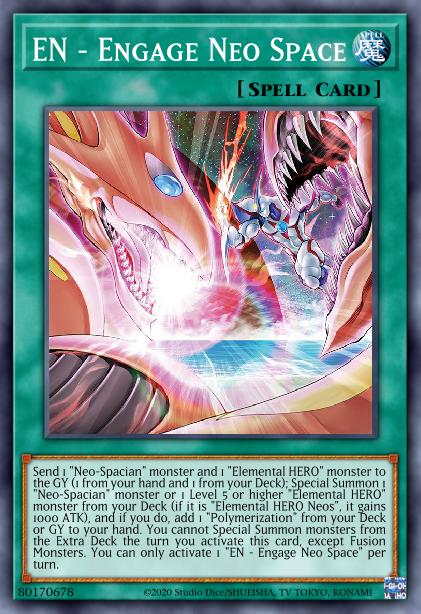 EN - Engage Neo Space
SPELL
魔
[Spell Card]
Send 1 "Neo-Spacian" monster and 1 "Elemental HERO" monster to
the GY (1 from your hand and 1 from your Deck); Special Summon 1
"Neo-Spacian" monster or 1 Level 5 or higher "Elemental HERO"
monster from your Deck (if it is "Elemental HERO Neos", it gains
1000 ATK), and if you do, add 1 "Polymerization" from your Deck
or GY to your hand. You cannot Special Summon monsters from
the Extra Deck the turn you activate this card, except Fusion
Monsters. You can only activate 1 "EN - Engage Neo Space" per
turn.
80170678
©2020 Studio Dice/SHUEISHA, TV TOKYO, KONAMI